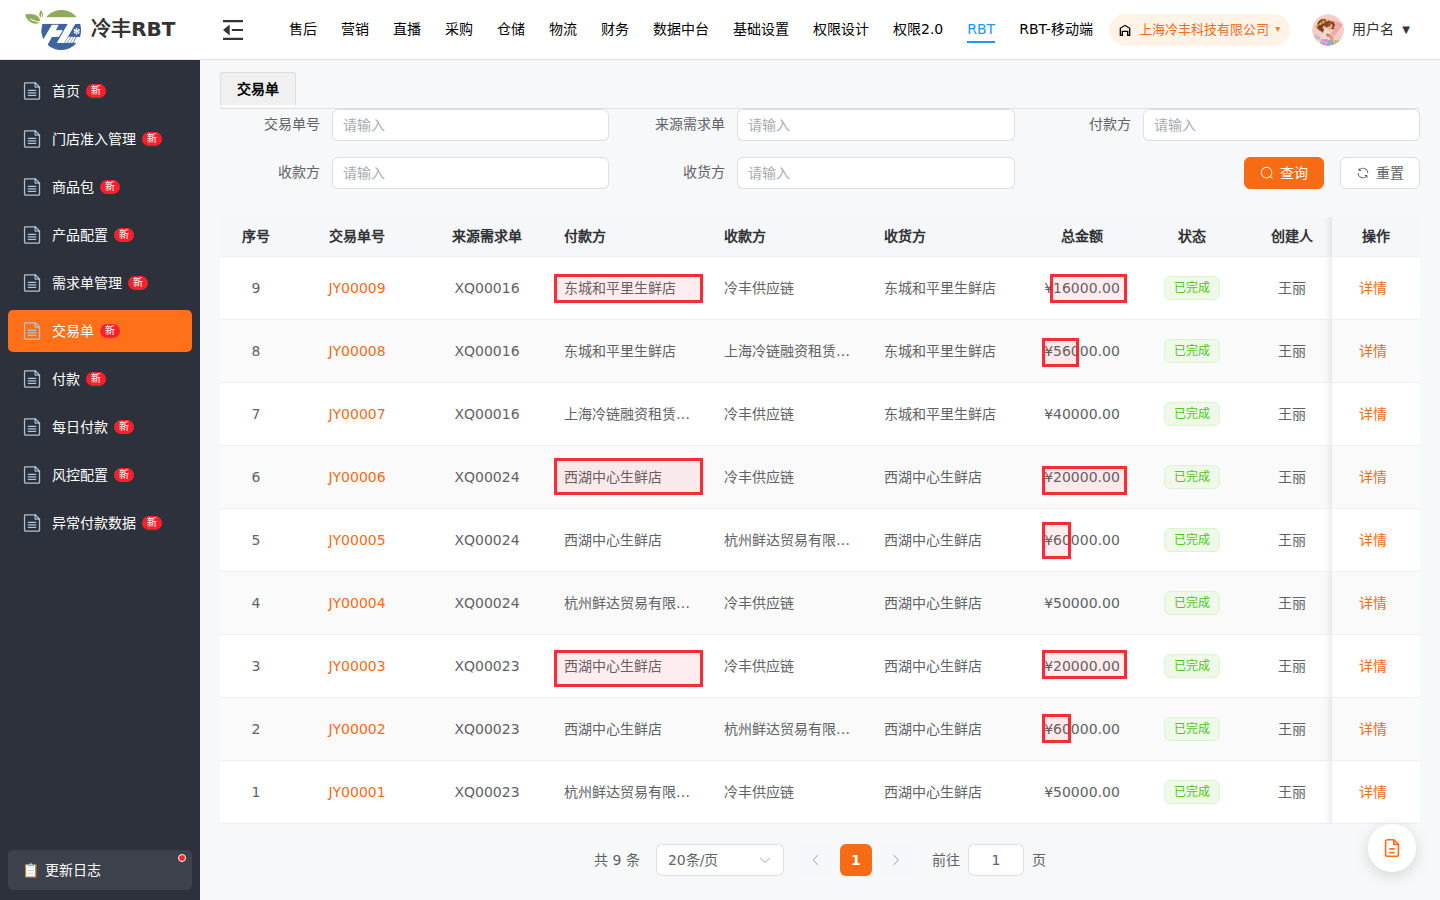 冷丰RBT
售后 营销 直播 采购 仓储 物流 财务 数据中台 基础设置 权限设计 权限2.0 RBT RBT-移动端 上海冷丰科技有限公司 ▾ 用户名 ▼
首页 新
门店准入管理 新
商品包 新
产品配置 新
需求单管理 新
交易单 新
付款 新
每日付款 新
风控配置 新
异常付款数据 新
更新日志
交易单
交易单号 请输入 来源需求单 请输入 付款方 请输入
收款方 请输入 收货方 请输入 查询 重置
序号 交易单号 来源需求单 付款方 收款方 收货方 总金额 状态 创建人 操作
9 JY00009 XQ00016 东城和平里生鲜店 冷丰供应链 东城和平里生鲜店 ¥16000.00 已完成 王丽 详情
8 JY00008 XQ00016 东城和平里生鲜店 上海冷链融资租赁... 东城和平里生鲜店 ¥56000.00 已完成 王丽 详情
7 JY00007 XQ00016 上海冷链融资租赁... 冷丰供应链 东城和平里生鲜店 ¥40000.00 已完成 王丽 详情
6 JY00006 XQ00024 西湖中心生鲜店 冷丰供应链 西湖中心生鲜店 ¥20000.00 已完成 王丽 详情
5 JY00005 XQ00024 西湖中心生鲜店 杭州鲜达贸易有限... 西湖中心生鲜店 ¥60000.00 已完成 王丽 详情
4 JY00004 XQ00024 杭州鲜达贸易有限... 冷丰供应链 西湖中心生鲜店 ¥50000.00 已完成 王丽 详情
3 JY00003 XQ00023 西湖中心生鲜店 冷丰供应链 西湖中心生鲜店 ¥20000.00 已完成 王丽 详情
2 JY00002 XQ00023 西湖中心生鲜店 杭州鲜达贸易有限... 西湖中心生鲜店 ¥60000.00 已完成 王丽 详情
1 JY00001 XQ00023 杭州鲜达贸易有限... 冷丰供应链 西湖中心生鲜店 ¥50000.00 已完成 王丽 详情
共 9 条 20条/页 1 前往 1 页